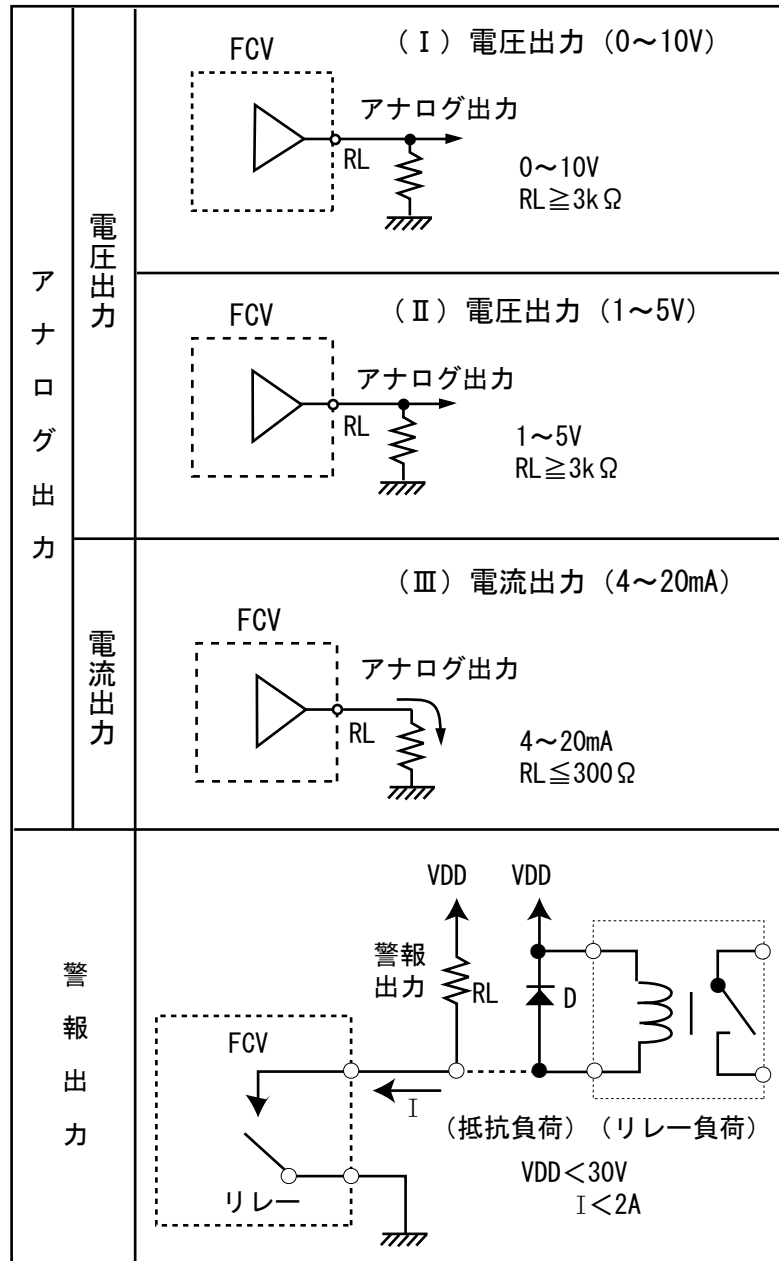 アナログ出力
電圧出力
(Ⅰ) 電圧出力 (0～10V)
FCV
アナログ出力
RL
0～10V
RL≧3kΩ
(Ⅱ) 電圧出力 (1～5V)
FCV
アナログ出力
RL
1～5V
RL≧3kΩ
電流出力
(Ⅲ) 電流出力 (4～20mA)
FCV
アナログ出力
RL
4～20mA
RL≦300Ω
警報出力
VDD VDD
警報
出力
RL
D
FCV
I
リレー
(抵抗負荷) (リレー負荷)
VDD＜30V
I＜2A